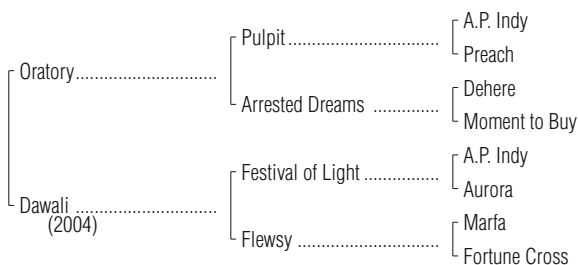 A.P. Indy
Pulpit
Preach
Oratory
Dehere
Arrested Dreams
Moment to Buy
A.P. Indy
Festival of Light
Aurora
Dawali
(2004)
Marfa
Flewsy
Fortune Cross